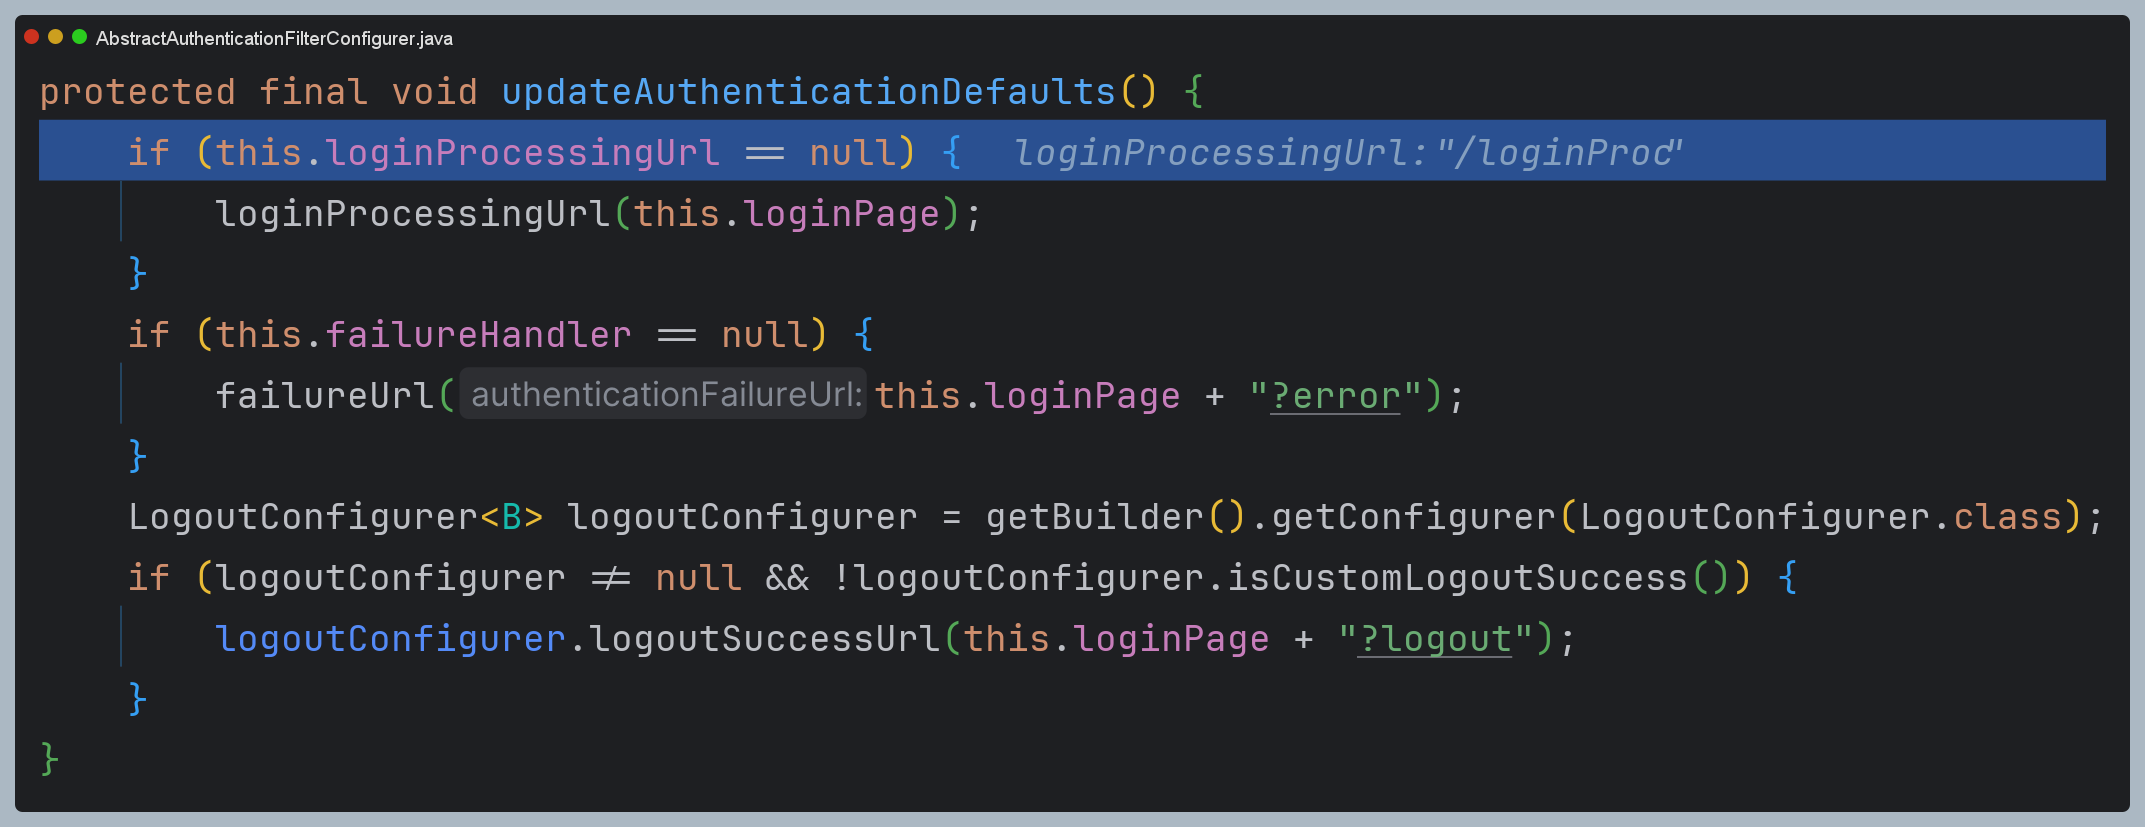 AbstractAuthenticationFilterConfigurer.java
protected final void updateAuthenticationDefaults() {
if (this.loginProcessingUrl == null) { loginProcessingUrl:"/loginProc"
loginProcessingUrl(this.loginPage);
}
if (this.failureHandler == null) {
failureUrl(authenticationFailureUrl: this.loginPage + "?error");
}
LogoutConfigurer<B> logoutConfigurer = getBuilder().getConfigurer(LogoutConfigurer.class);
if (logoutConfigurer != null && !logoutConfigurer.isCustomLogoutSuccess()) {
logoutConfigurer.logoutSuccessUrl(this.loginPage + "?logout");
}
}